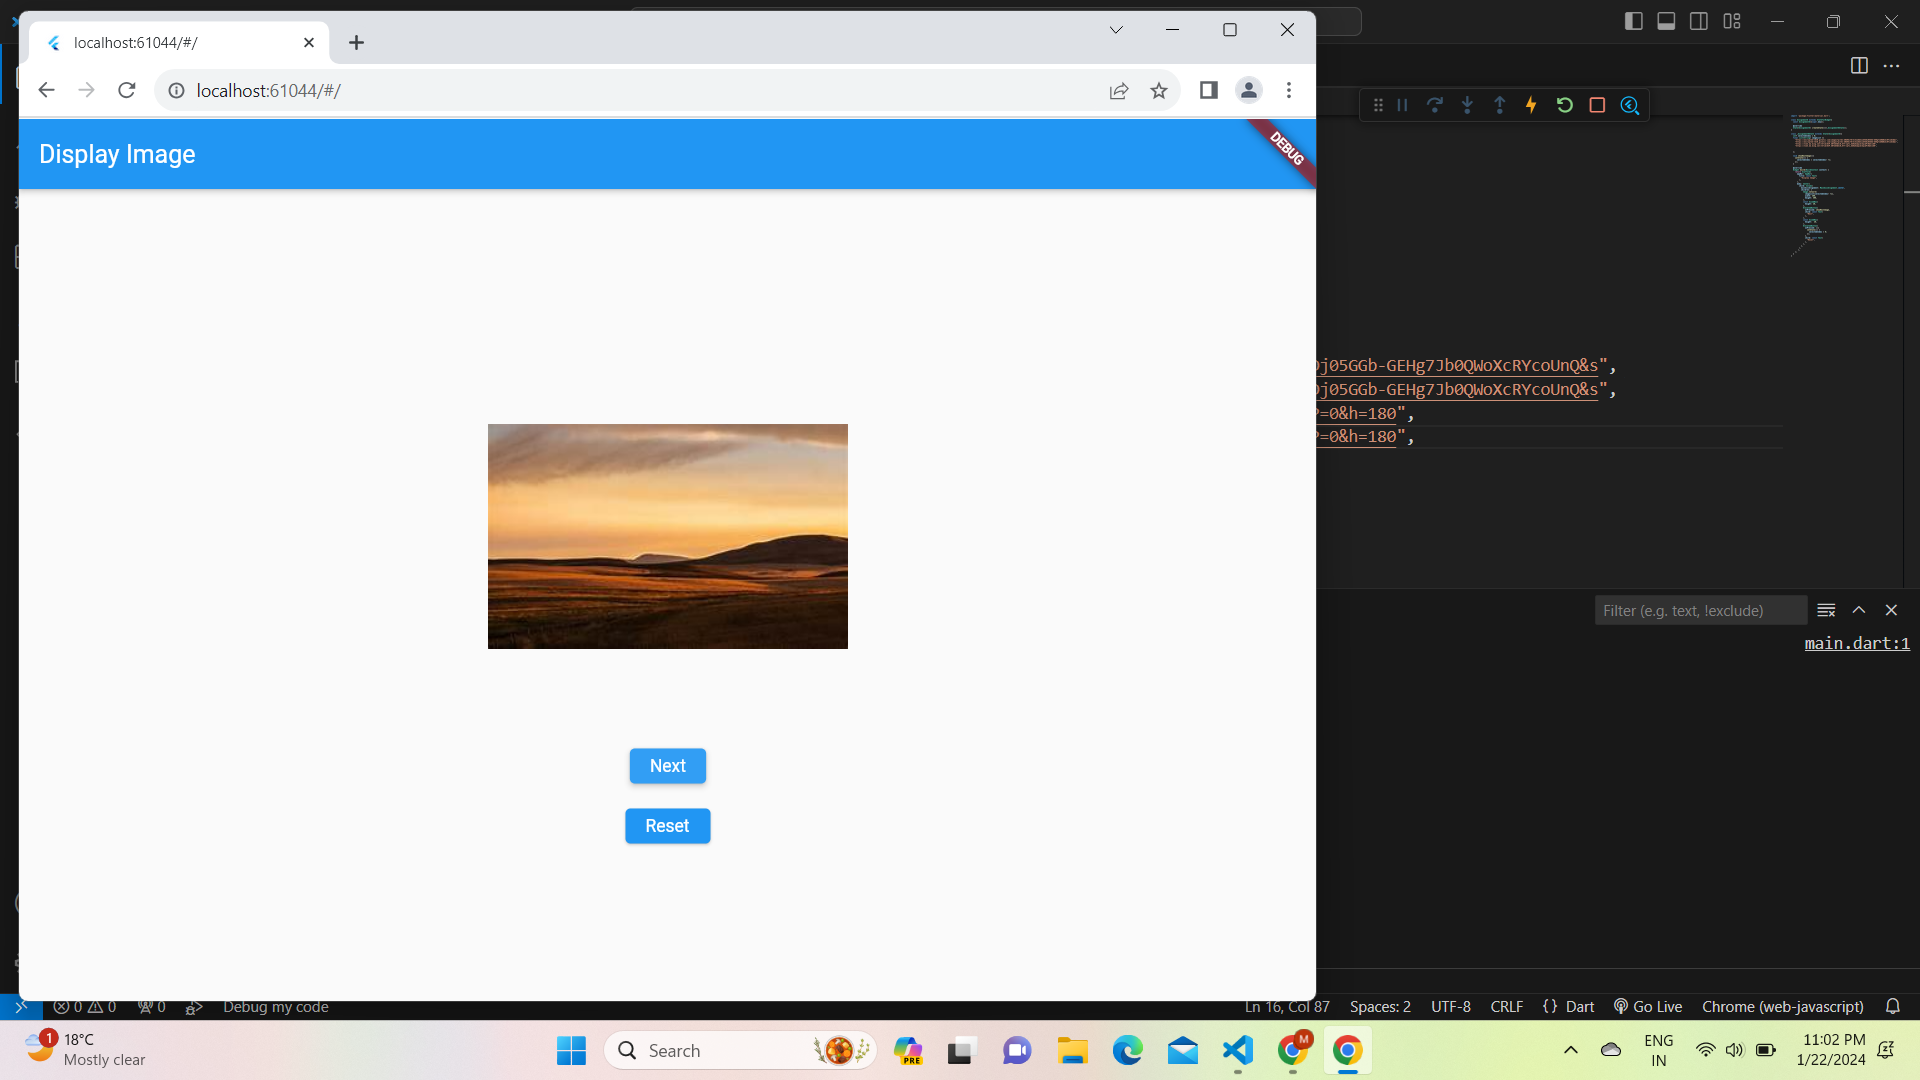 localhost:61044/#/
localhost:61044/#/
Display Image
DEBUG
Next
Reset
j05GGb-GEHg7Jb0QWoXcRYcoUnQ&s",
j05GGb-GEHg7Jb0QWoXcRYcoUnQ&s",
=0&h=180",
=0&h=180",
Filter (e.g. text, !exclude)
main.dart:1
0 0 0 Debug my code Ln 16, Col 87 Spaces: 2 UTF-8 CRLF {} Dart Go Live Chrome (web-javascript)
1 18°C
Mostly clear
Search
PRE
M
ENG
IN
11:02 PM
1/22/2024